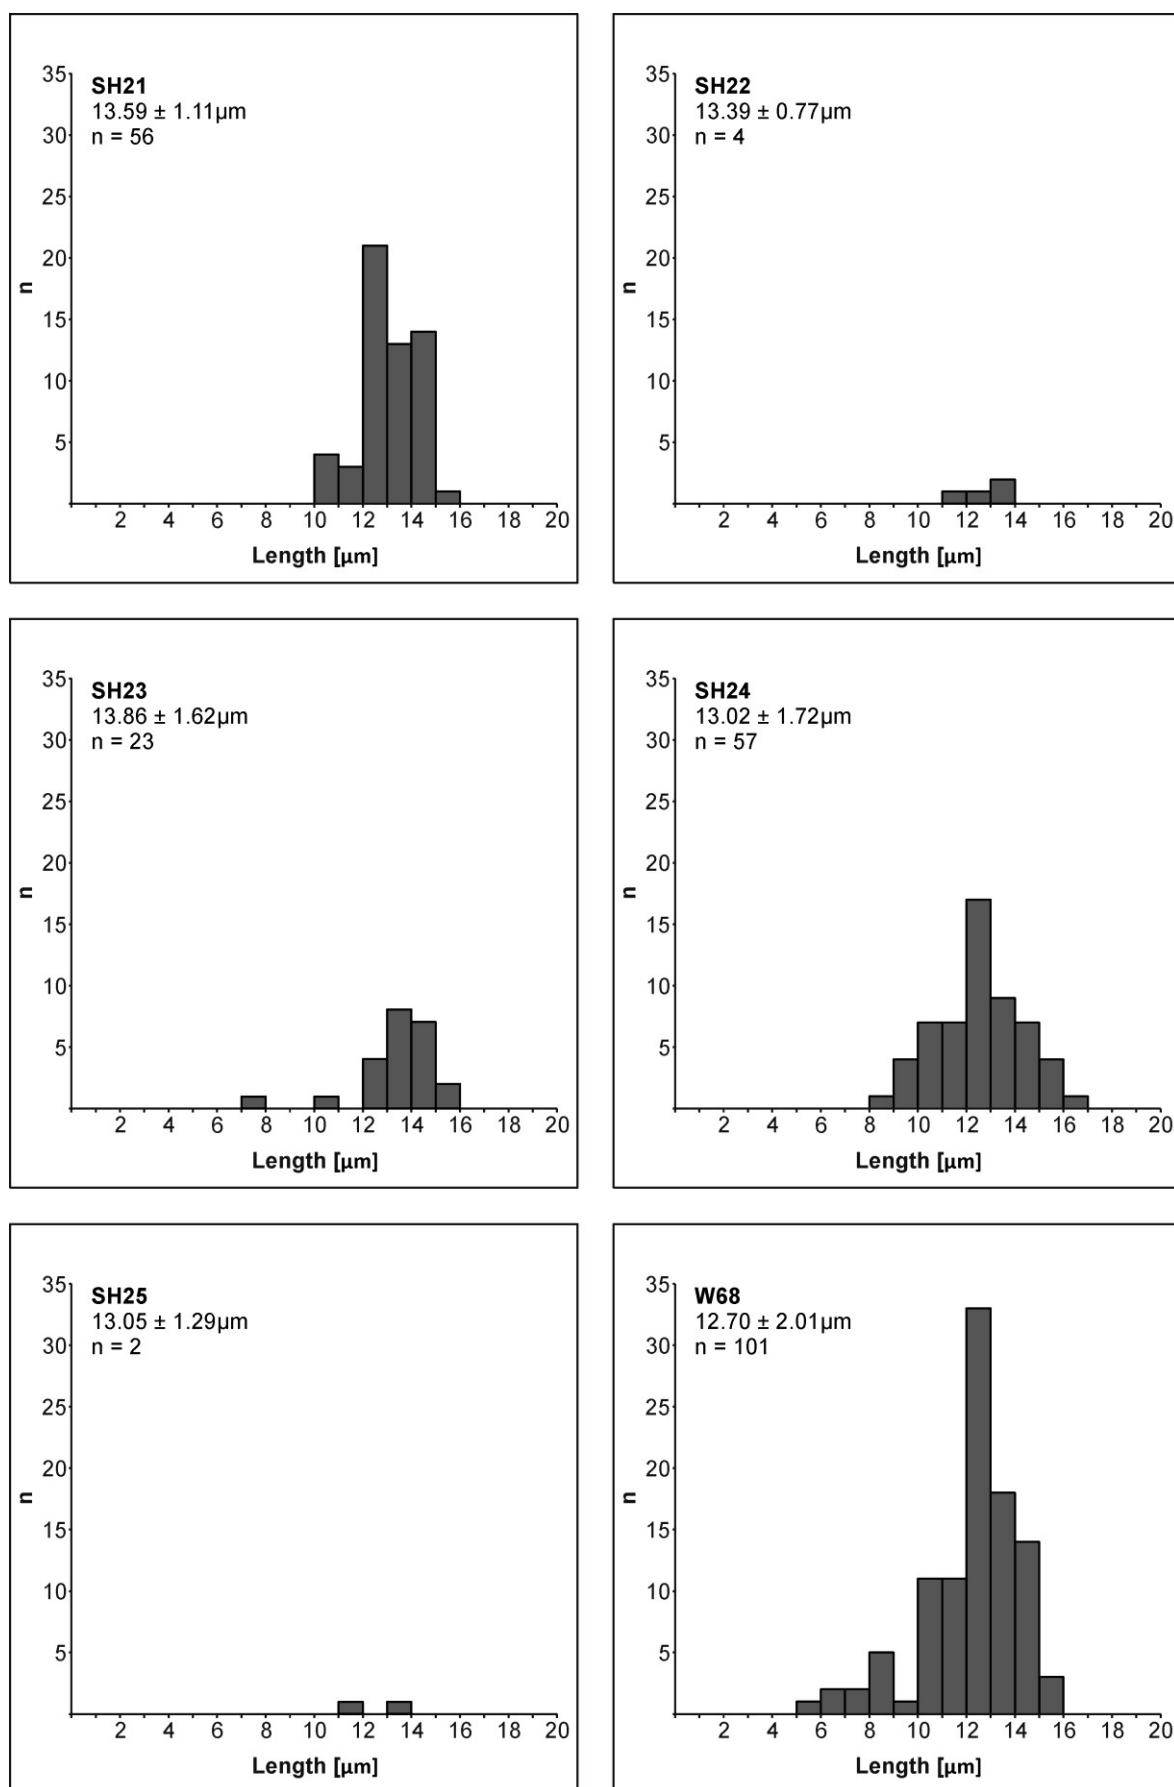 35
30
25
20
15
10
5
n
SH21
13.59 ± 1.11µm
n = 56
2 4 6 8 10 12 14 16 18 20
Length [µm]
35
30
25
20
15
10
5
n
SH22
13.39 ± 0.77µm
n = 4
2 4 6 8 10 12 14 16 18 20
Length [µm]
35
30
25
20
15
10
5
n
SH23
13.86 ± 1.62µm
n = 23
2 4 6 8 10 12 14 16 18 20
Length [µm]
35
30
25
20
15
10
5
n
SH24
13.02 ± 1.72µm
n = 57
2 4 6 8 10 12 14 16 18 20
Length [µm]
35
30
25
20
15
10
5
n
SH25
13.05 ± 1.29µm
n = 2
2 4 6 8 10 12 14 16 18 20
Length [µm]
35
30
25
20
15
10
5
n
W68
12.70 ± 2.01µm
n = 101
2 4 6 8 10 12 14 16 18 20
Length [µm]